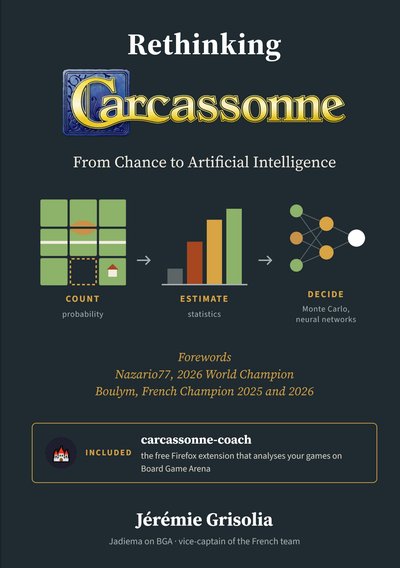 Rethinking
Carcassonne
From Chance to Artificial Intelligence
COUNT
probability
ESTIMATE
statistics
DECIDE
Monte Carlo,
neural networks
Forewords
Nazario77, 2026 World Champion
Boulym, French Champion 2025 and 2026
INCLUDED
carcassonne-coach
the free Firefox extension that analyses your games on
Board Game Arena
Jérémie Grisolia
Jadiema on BGA · vice-captain of the French team